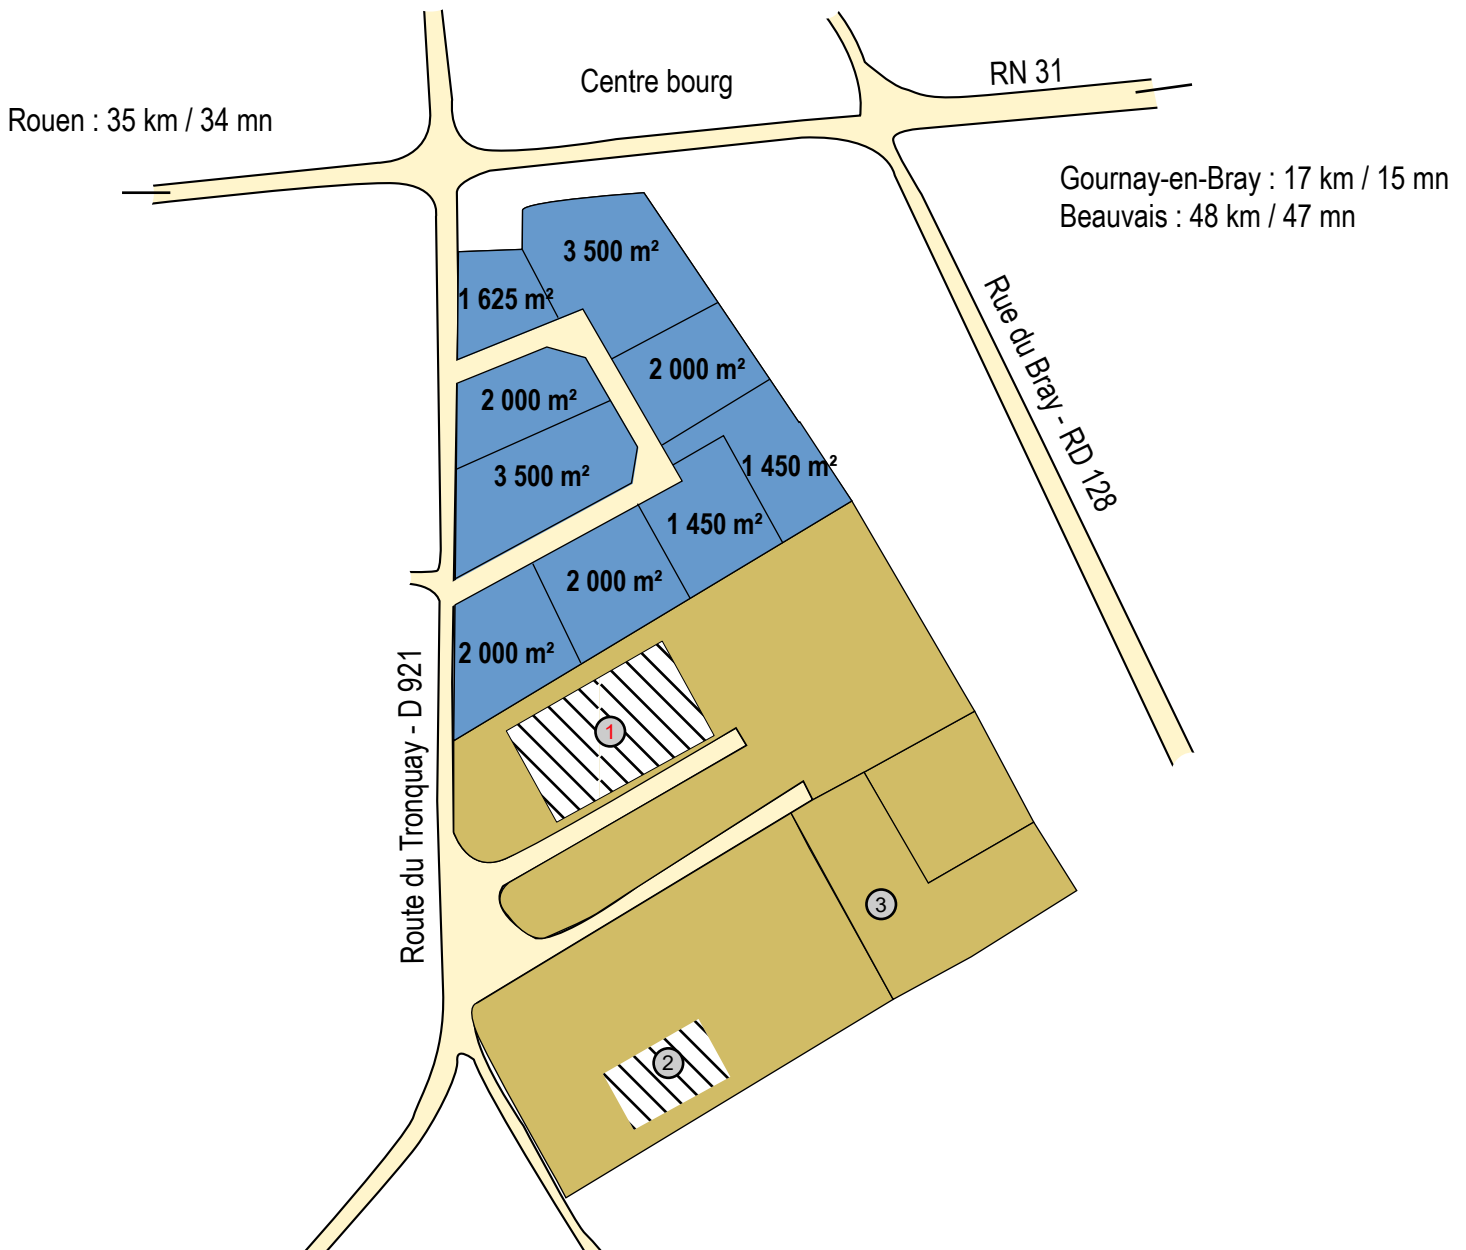 Centre bourg
RN 31
Rouen : 35 km / 34 mn
Gournay-en-Bray : 17 km / 15 mn
Beauvais : 48 km / 47 mn
3 500 m²
1 625 m²
2 000 m²
2 000 m²
3 500 m²
1 450 m²
1 450 m²
2 000 m²
2 000 m²
Rue du Bray - RD 128
Route du Tronquay - D 921
1
3
2